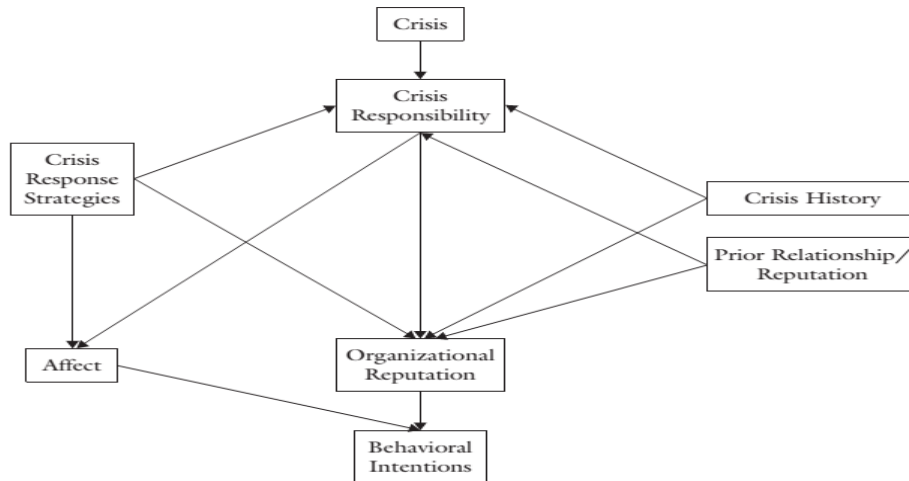 Crisis
Crisis
Responsibility
Crisis
Response
Strategies
Crisis History
Prior Relationship/
Reputation
Affect
Organizational
Reputation
Behavioral
Intentions